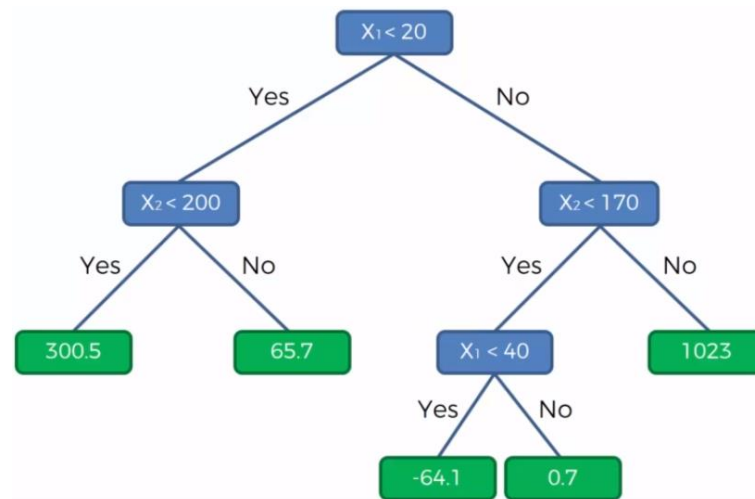 X₁ < 20
Yes
No
X₂ < 200
X₂ < 170
Yes
No
Yes
No
300.5
65.7
X₁ < 40
1023
Yes
No
-64.1
0.7